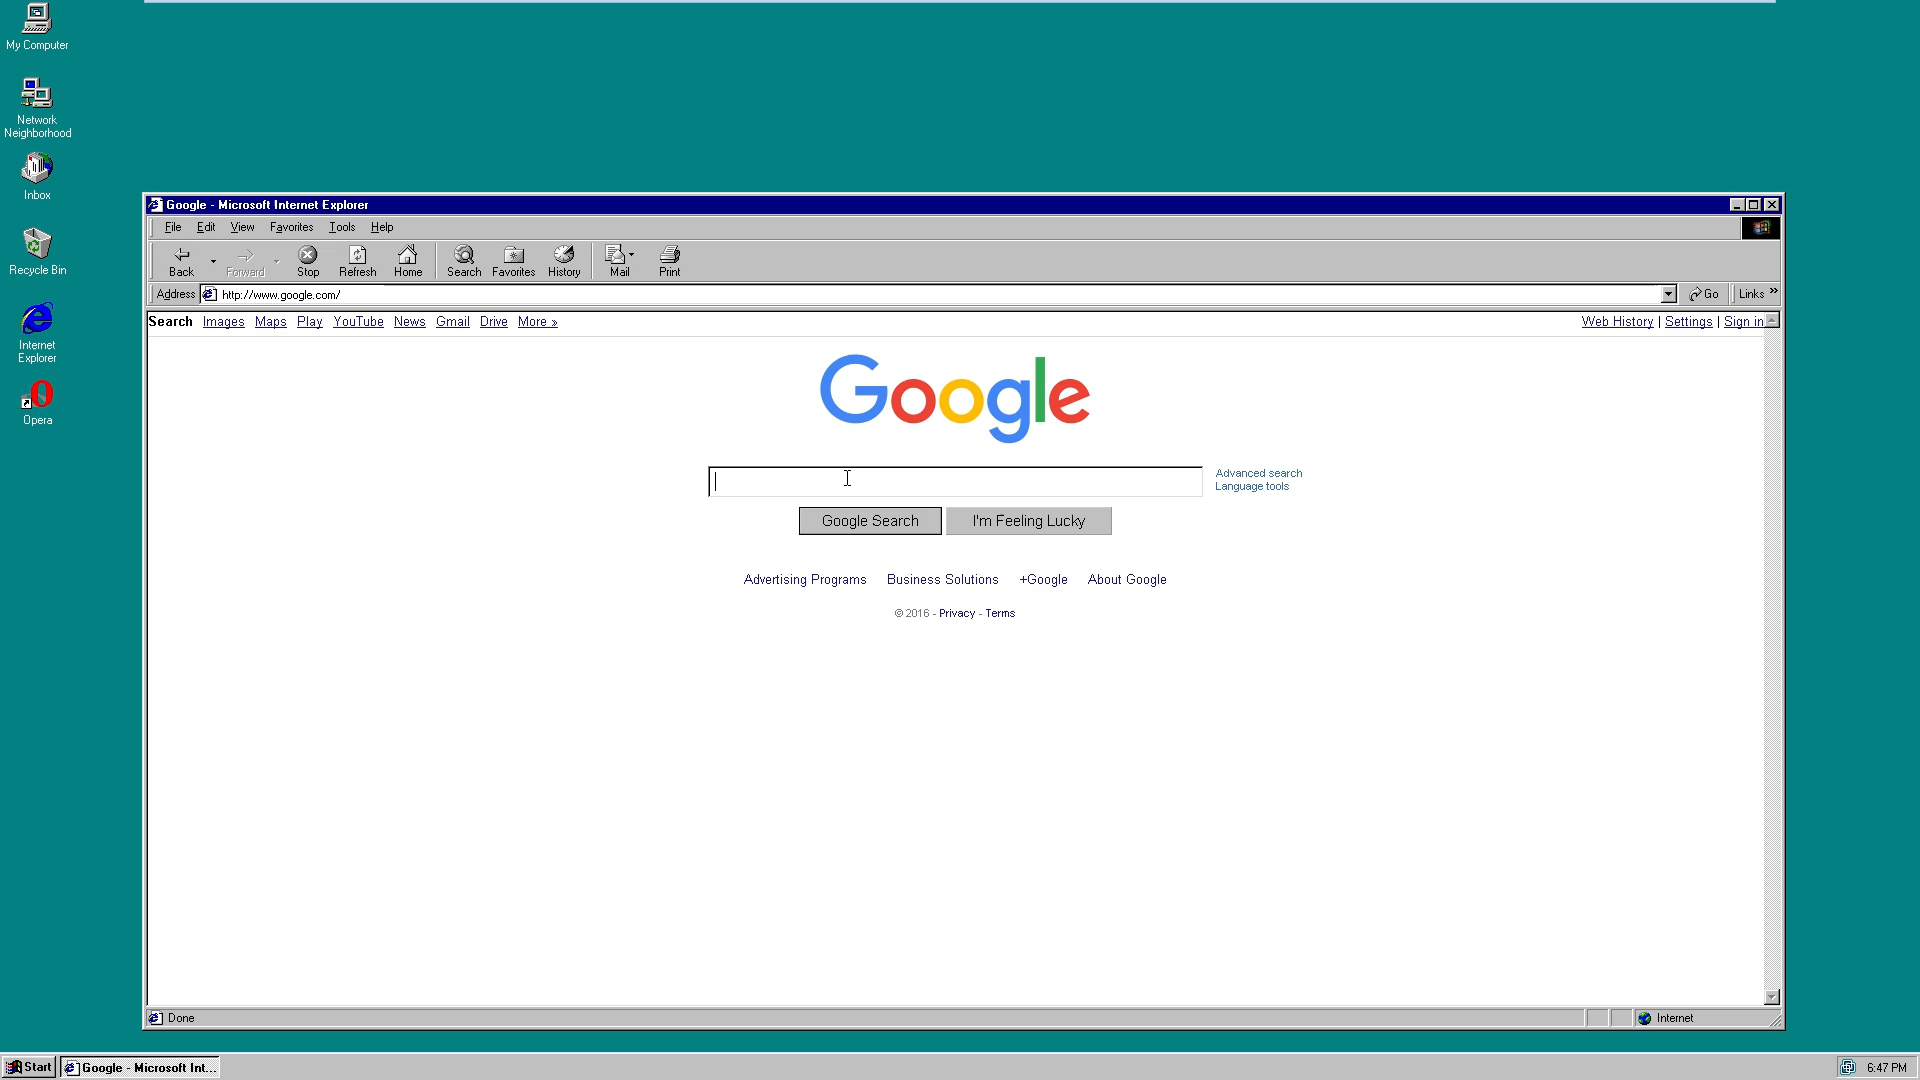 My Computer
Network
Neighborhood
Inbox
Recycle Bin
Internet
Explorer
Opera
Google - Microsoft Internet Explorer
File Edit View Favorites Tools Help
Back Forward Stop Refresh Home Search Favorites History Mail Print
Address http://www.google.com/ Go Links »
Search Images Maps Play YouTube News Gmail Drive More » Web History | Settings | Sign in
Google
Advanced search
Language tools
Google Search I'm Feeling Lucky
Advertising Programs Business Solutions +Google About Google
© 2016 - Privacy - Terms
Done Internet
Start Google - Microsoft Int... 6:47 PM